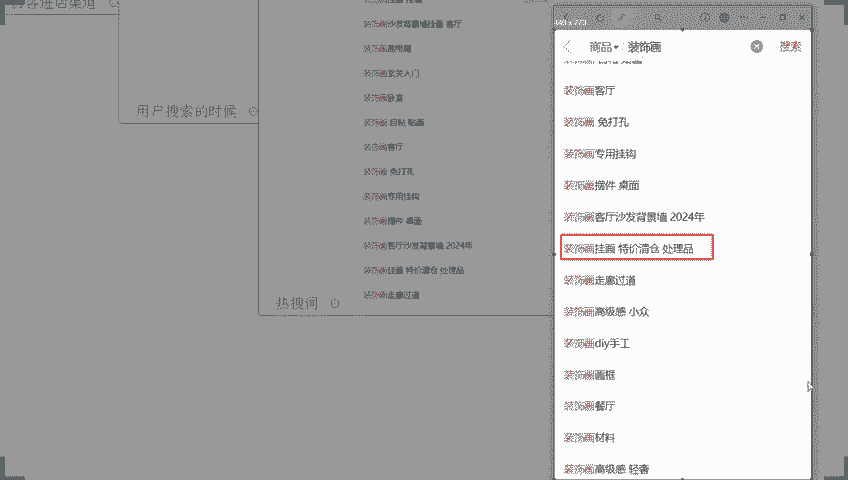 访客进店渠道
用户搜索的时候
热搜词
装饰画沙发背景墙挂画 客厅
装饰画遮电箱
装饰画玄关入门
装饰画卧室
装饰画 自粘 贴画
装饰画客厅
装饰画 免打孔
装饰画专用挂钩
装饰画摆件 桌面
装饰画客厅沙发背景墙 2024年
装饰画挂画 特价清仓 处理品
装饰画走廊过道
商品 装饰画 搜索
装饰画客厅
装饰画 免打孔
装饰画专用挂钩
装饰画摆件 桌面
装饰画客厅沙发背景墙 2024年
装饰画挂画 特价清仓 处理品
装饰画走廊过道
装饰画高级感 小众
装饰画diy手工
装饰画画框
装饰画餐厅
装饰画材料
装饰画高级感 轻奢